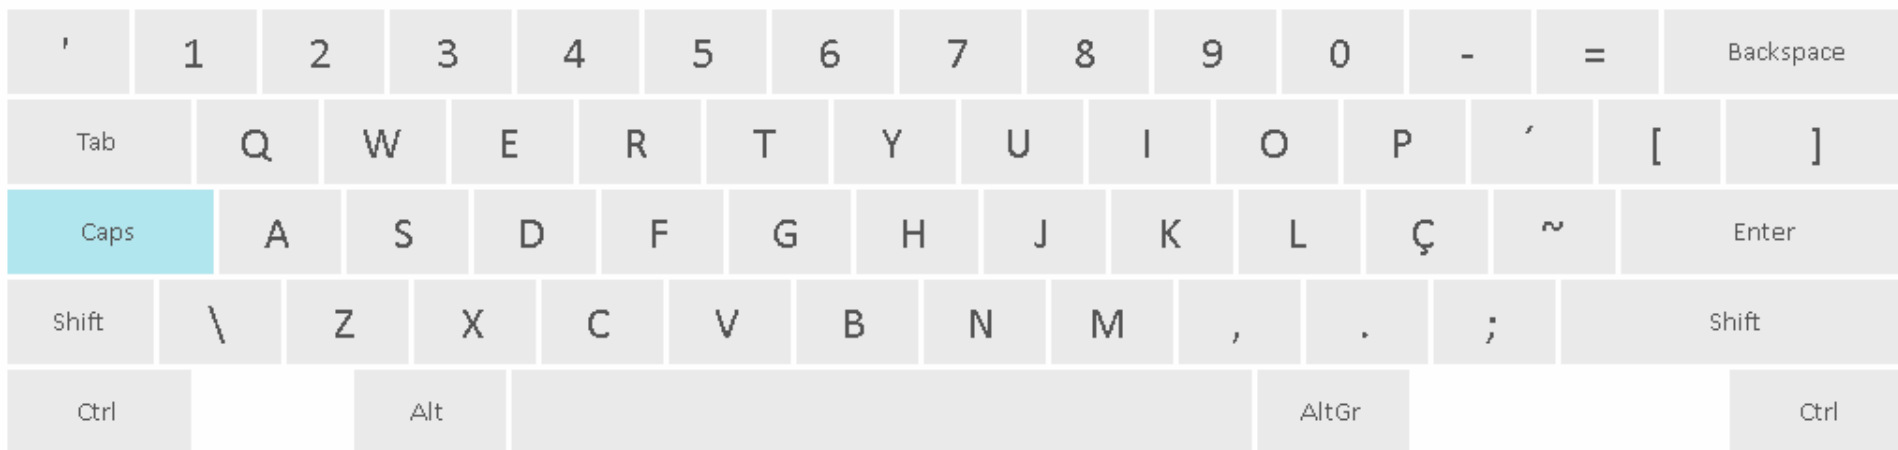 ' 1 2 3 4 5 6 7 8 9 0 - = Backspace
Tab Q W E R T Y U I O P ´ [ ]
Caps A S D F G H J K L Ç ~ Enter
Shift \ Z X C V B N M , . ; Shift
Ctrl Alt AltGr Ctrl